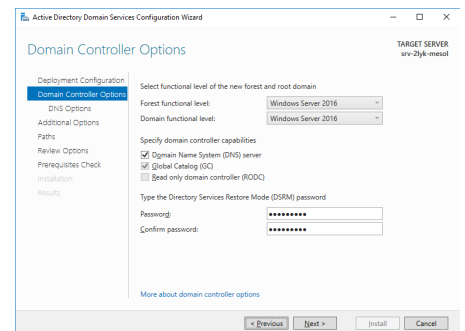 Active Directory Domain Services Configuration Wizard
Domain Controller Options
TARGET SERVER
srv-2lyk-mesol
Deployment Configuration
Domain Controller Options
DNS Options
Additional Options
Paths
Review Options
Prerequisites Check
Installation
Results
Select functional level of the new forest and root domain
Forest functional level: Windows Server 2016
Domain functional level: Windows Server 2016
Specify domain controller capabilities
Domain Name System (DNS) server
Global Catalog (GC)
Read only domain controller (RODC)
Type the Directory Services Restore Mode (DSRM) password
Password: •••••••••
Confirm password: •••••••••
More about domain controller options
< Previous Next > Install Cancel